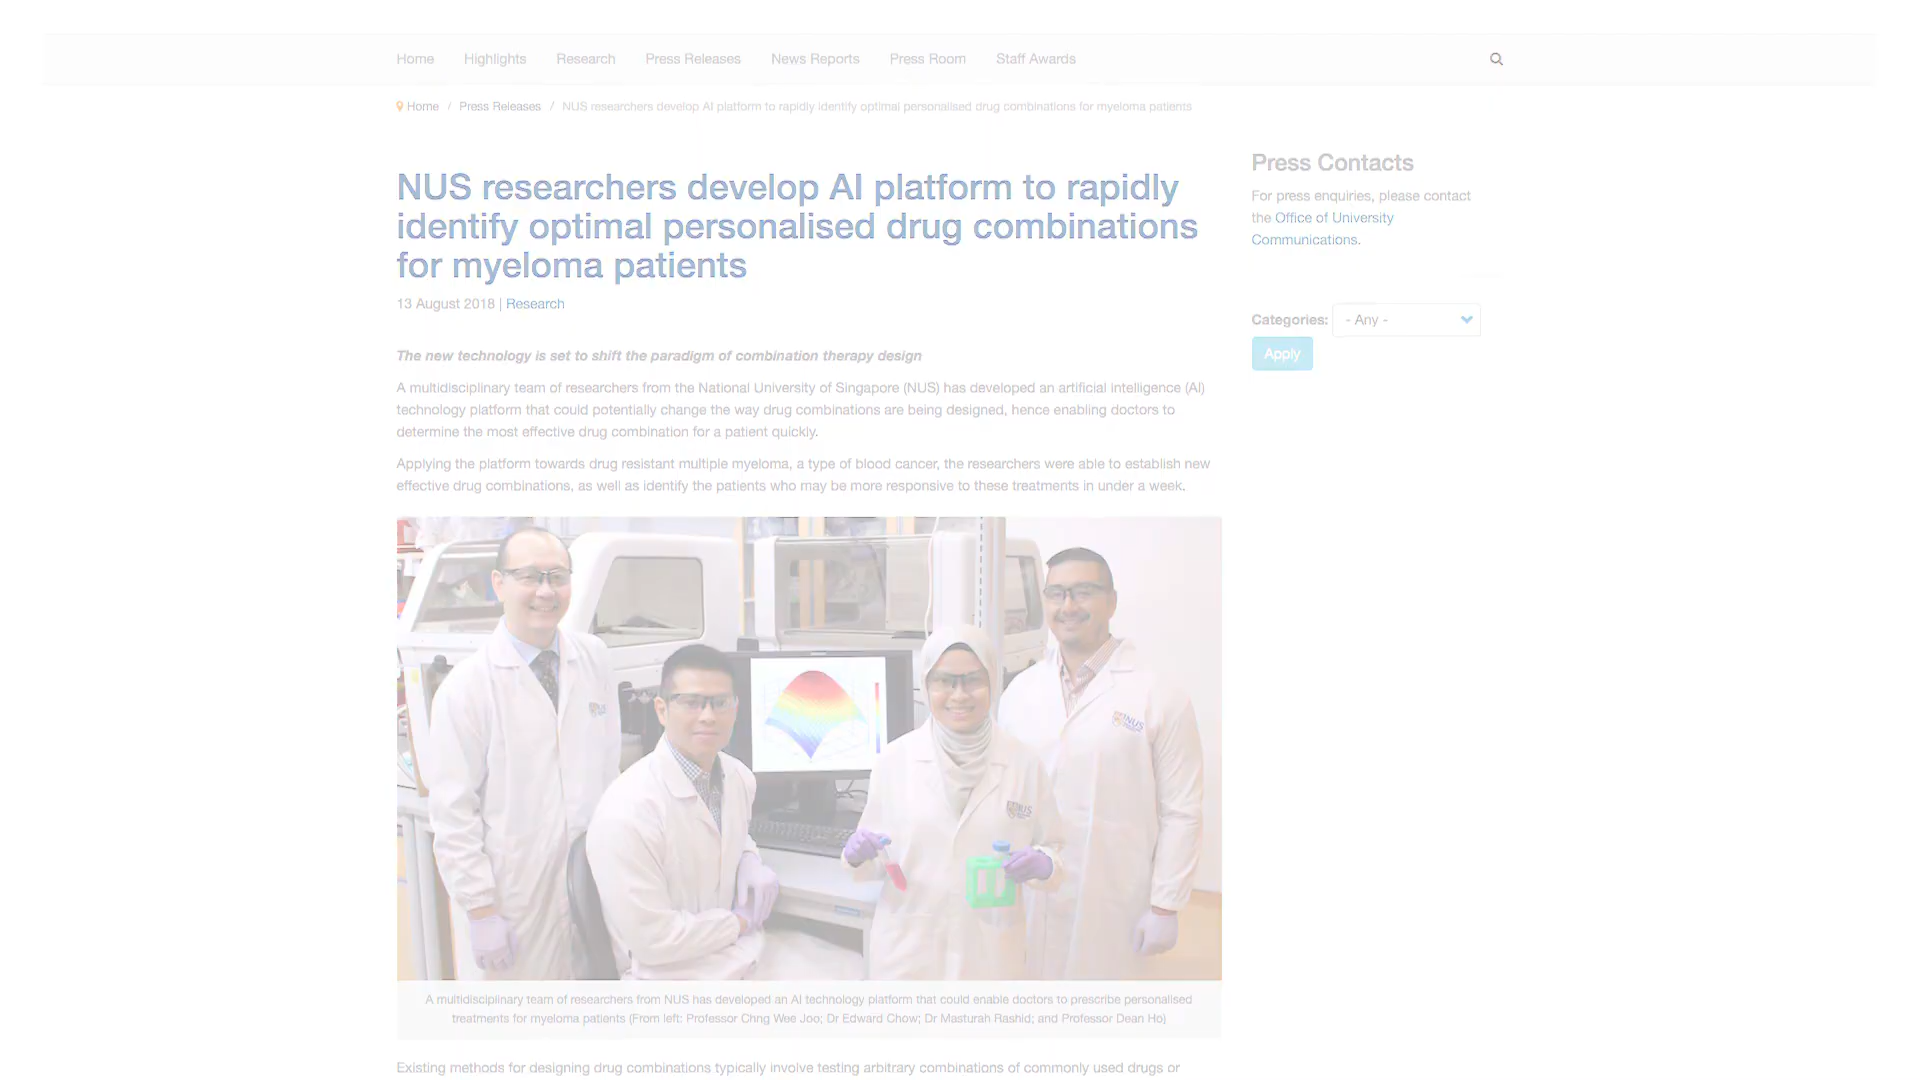 Home Highlights Research Press Releases News Reports Press Room Staff Awards
Home / Press Releases / NUS researchers develop AI platform to rapidly identify optimal personalised drug combinations for myeloma patients
NUS researchers develop AI platform to rapidly
identify optimal personalised drug combinations
for myeloma patients
13 August 2018 | Research
The new technology is set to shift the paradigm of combination therapy design
A multidisciplinary team of researchers from the National University of Singapore (NUS) has developed an artificial intelligence (AI)
technology platform that could potentially change the way drug combinations are being designed, hence enabling doctors to
determine the most effective drug combination for a patient quickly.
Applying the platform towards drug resistant multiple myeloma, a type of blood cancer, the researchers were able to establish new
effective drug combinations, as well as identify the patients who may be more responsive to these treatments in under a week.
NUS
NUS
NUS
A multidisciplinary team of researchers from NUS has developed an AI technology platform that could enable doctors to prescribe personalised
treatments for myeloma patients (From left: Professor Chng Wee Joo; Dr Edward Chow; Dr Masturah Rashid; and Professor Dean Ho)
Existing methods for designing drug combinations typically involve testing arbitrary combinations of commonly used drugs or
Press Contacts
For press enquiries, please contact
the Office of University
Communications.
Categories: - Any -
Apply